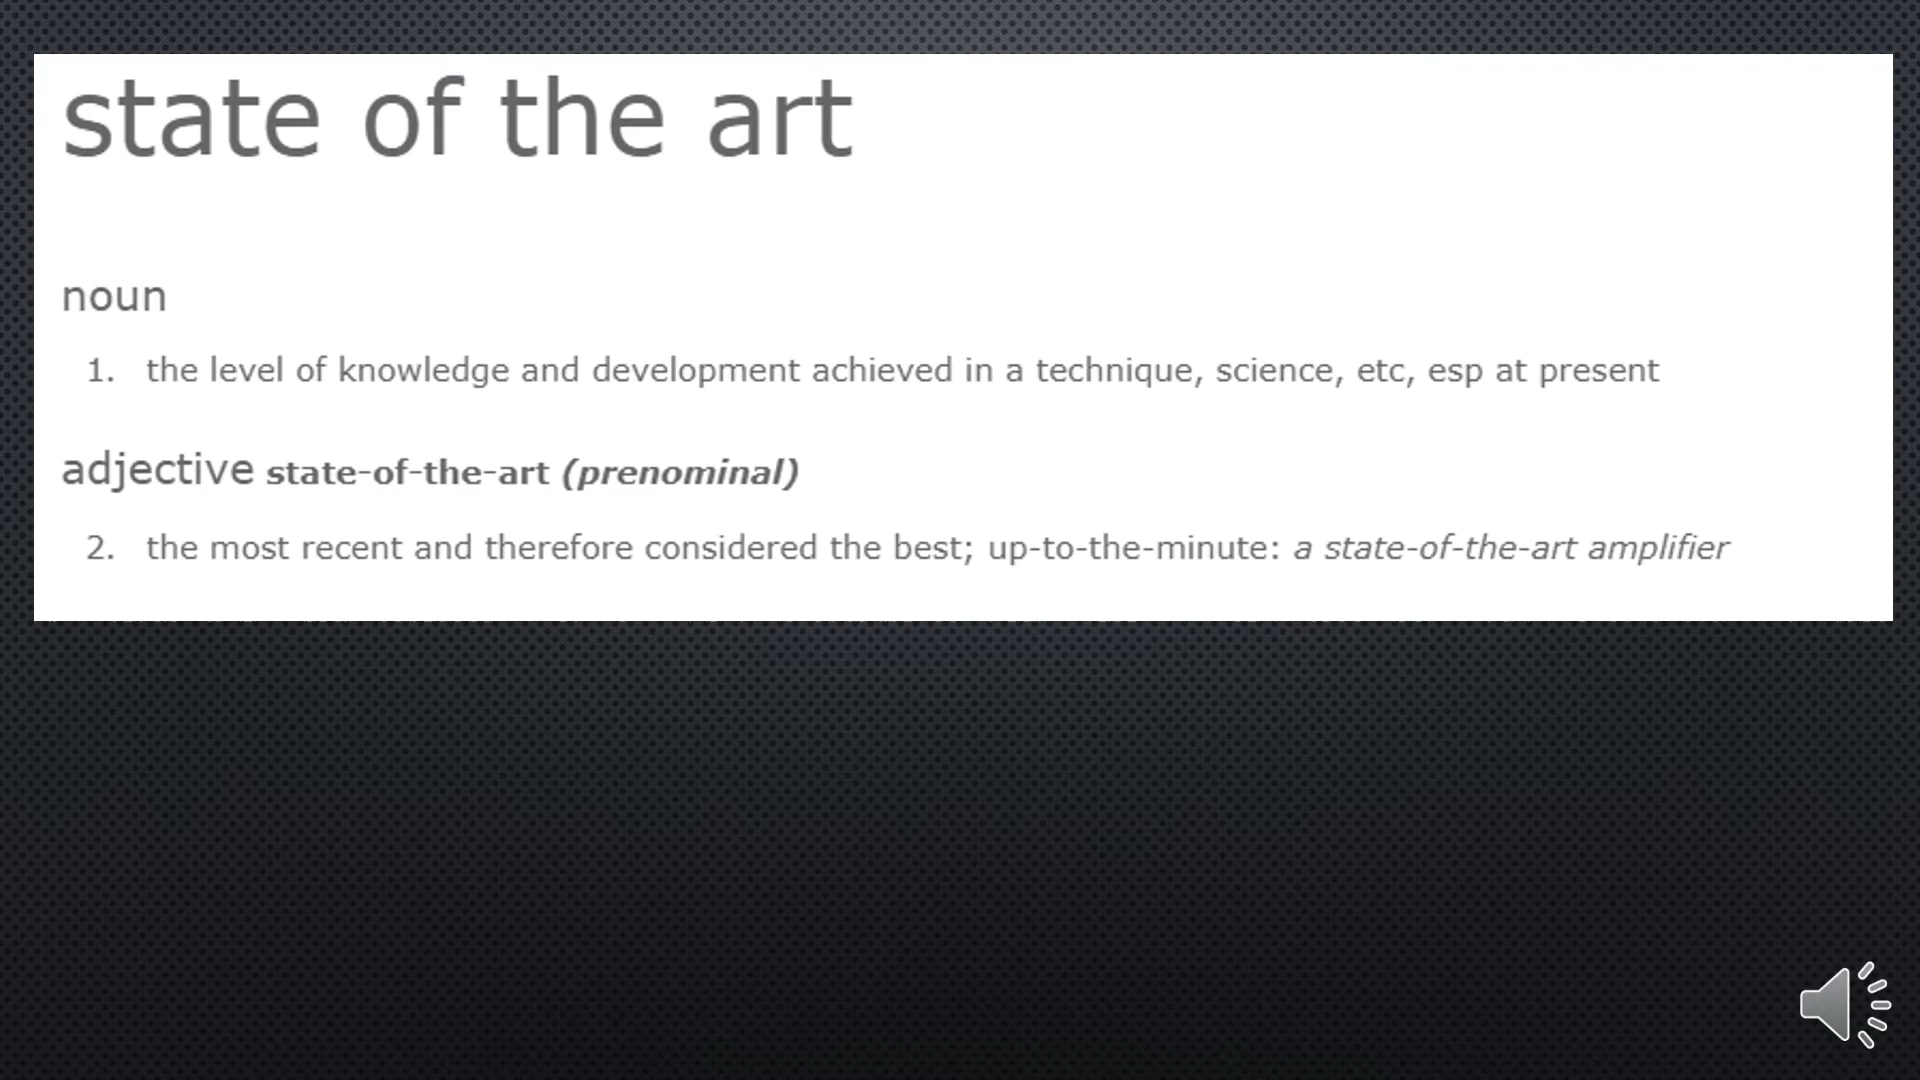 state of the art
noun
1. the level of knowledge and development achieved in a technique, science, etc, esp at present
adjective state-of-the-art (prenominal)
2. the most recent and therefore considered the best; up-to-the-minute: a state-of-the-art amplifier